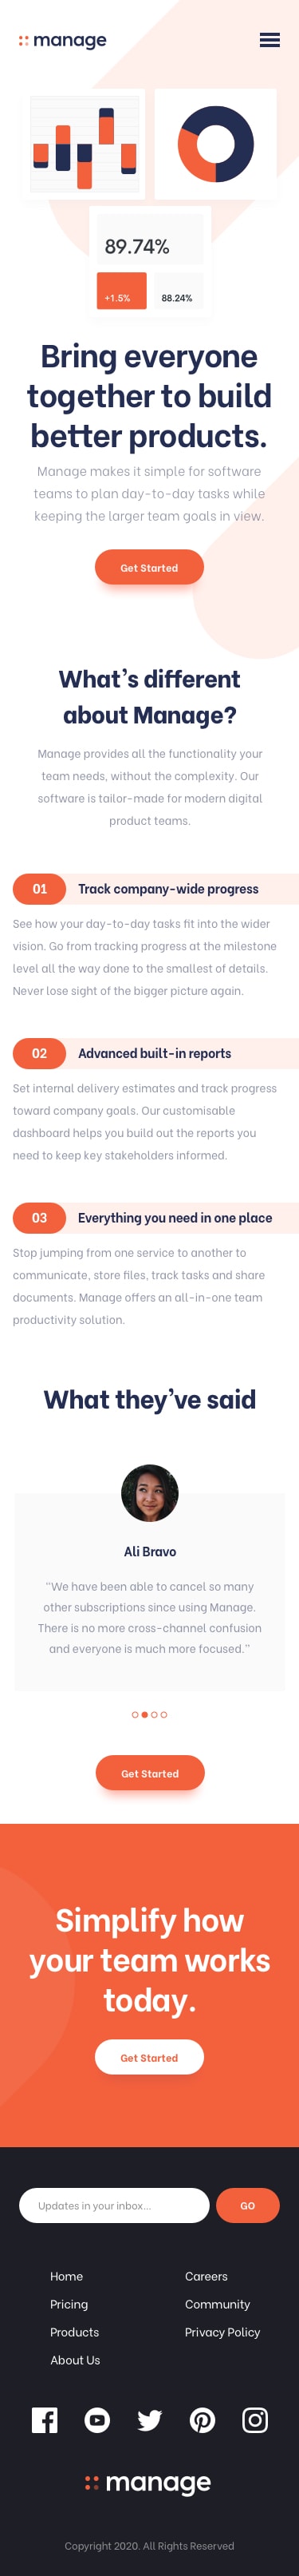 manage
89.74%
+1.5%
88.24%
Bring everyone
together to build
better products.
Manage makes it simple for software
teams to plan day-to-day tasks while
keeping the larger team goals in view.
Get Started
What's different
about Manage?
Manage provides all the functionality your
team needs, without the complexity. Our
software is tailor-made for modern digital
product teams.
01 Track company-wide progress
See how your day-to-day tasks fit into the wider
vision. Go from tracking progress at the milestone
level all the way done to the smallest of details.
Never lose sight of the bigger picture again.
02 Advanced built-in reports
Set internal delivery estimates and track progress
toward company goals. Our customisable
dashboard helps you build out the reports you
need to keep key stakeholders informed.
03 Everything you need in one place
Stop jumping from one service to another to
communicate, store files, track tasks and share
documents. Manage offers an all-in-one team
productivity solution.
What they've said
Ali Bravo
"We have been able to cancel so many
other subscriptions since using Manage.
There is no more cross-channel confusion
and everyone is much more focused."
Get Started
Simplify how
your team works
today.
Get Started
Updates in your inbox...
GO
Home
Pricing
Products
About Us
Careers
Community
Privacy Policy
manage
Copyright 2020. All Rights Reserved